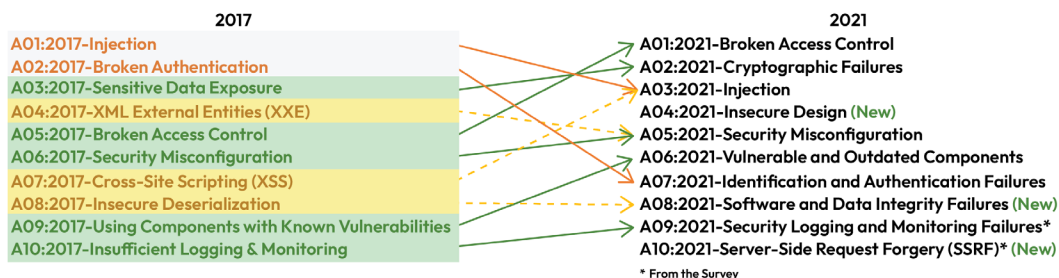 2017
A01:2017-Injection
A02:2017-Broken Authentication
A03:2017-Sensitive Data Exposure
A04:2017-XML External Entities (XXE)
A05:2017-Broken Access Control
A06:2017-Security Misconfiguration
A07:2017-Cross-Site Scripting (XSS)
A08:2017-Insecure Deserialization
A09:2017-Using Components with Known Vulnerabilities
A10:2017-Insufficient Logging & Monitoring
2021
A01:2021-Broken Access Control
A02:2021-Cryptographic Failures
A03:2021-Injection
A04:2021-Insecure Design (New)
A05:2021-Security Misconfiguration
A06:2021-Vulnerable and Outdated Components
A07:2021-Identification and Authentication Failures
A08:2021-Software and Data Integrity Failures (New)
A09:2021-Security Logging and Monitoring Failures*
A10:2021-Server-Side Request Forgery (SSRF)* (New)
* From the Survey